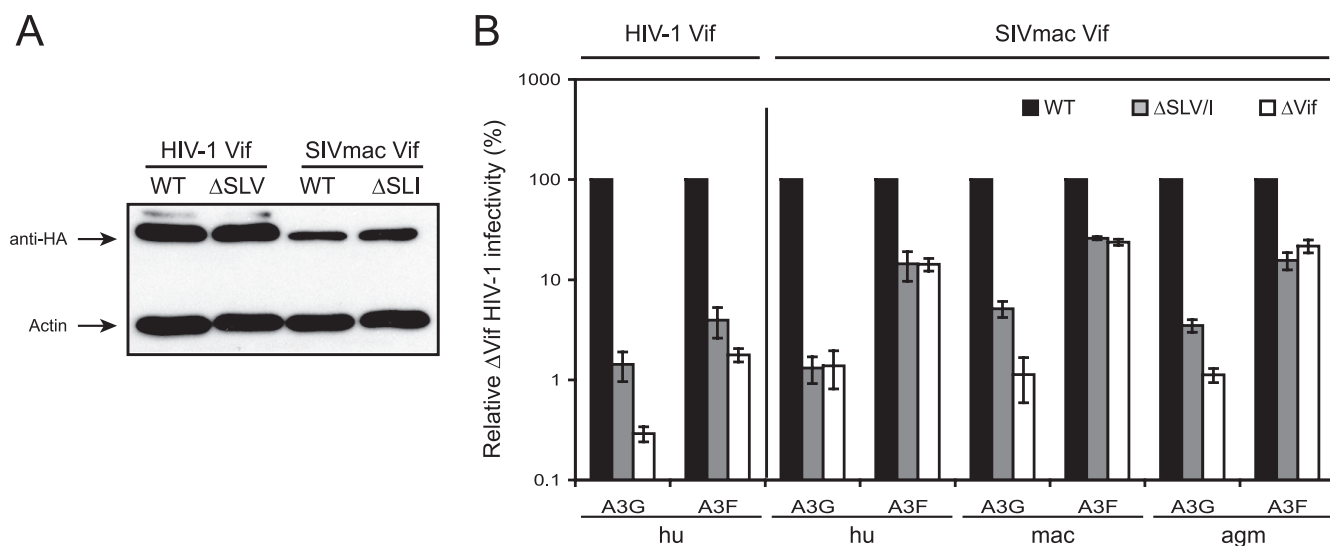 A
HIV-1 Vif
SIVmac Vif
WT
ΔSLV
WT
ΔSLI
anti-HA
Actin
B
HIV-1 Vif
SIVmac Vif
Relative ΔVif HIV-1 infectivity (%)
1000
100
10
1
0.1
WT
ΔSLV/I
ΔVif
A3G
A3F
A3G
A3F
A3G
A3F
A3G
A3F
hu
hu
mac
agm